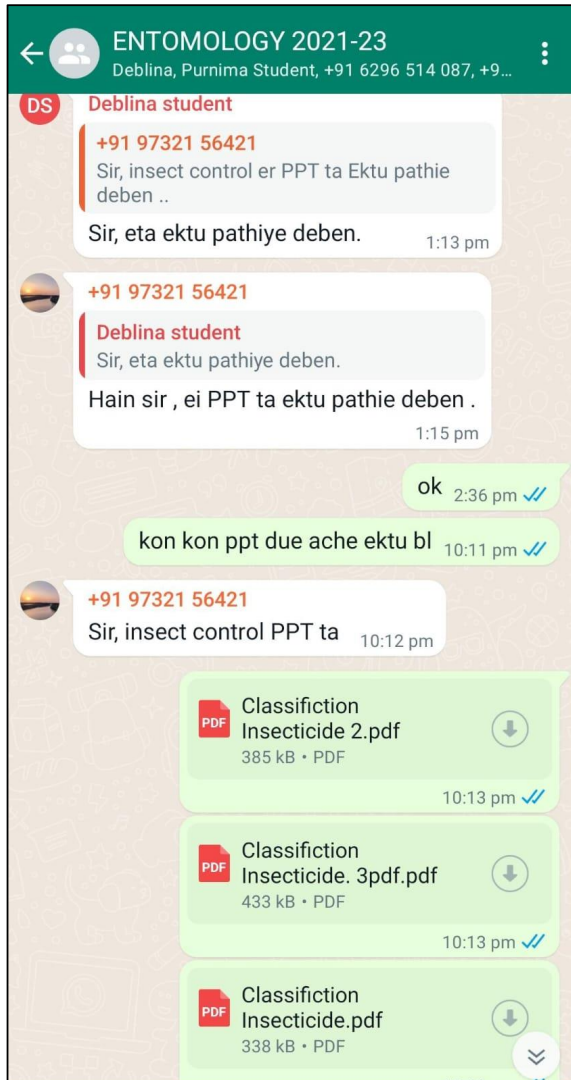 ENTOMOLOGY 2021-23
Deblina, Purnima Student, +91 6296 514 087, +9...
DS
Deblina student
+91 97321 56421
Sir, insect control er PPT ta Ektu pathie
deben ..
Sir, eta ektu pathiye deben.
1:13 pm
+91 97321 56421
Deblina student
Sir, eta ektu pathiye deben.
Hain sir , ei PPT ta ektu pathie deben .
1:15 pm
ok 2:36 pm
kon kon ppt due ache ektu bl 10:11 pm
+91 97321 56421
Sir, insect control PPT ta 10:12 pm
PDF
Classifiction
Insecticide 2.pdf
385 kB • PDF
10:13 pm
PDF
Classifiction
Insecticide. 3pdf.pdf
433 kB • PDF
10:13 pm
PDF
Classifiction
Insecticide.pdf
338 kB • PDF